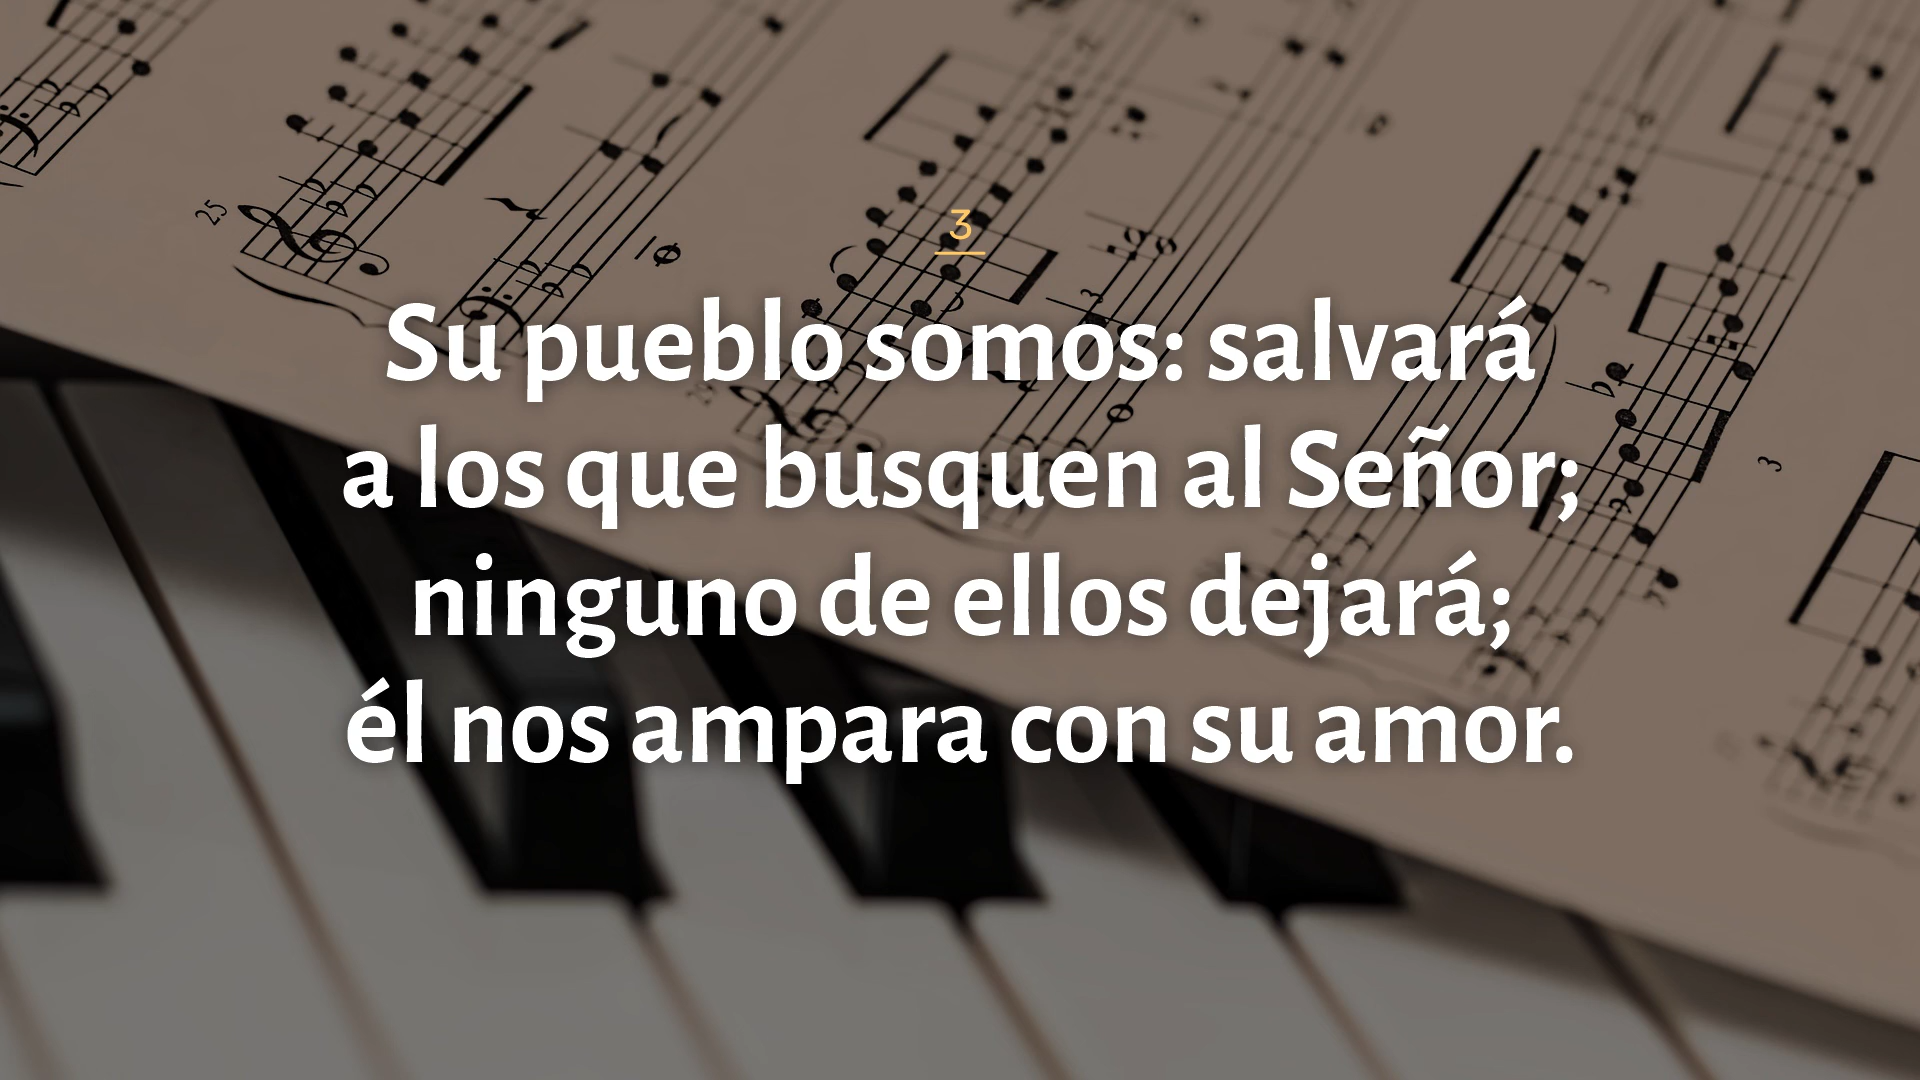 3
Su pueblo somos: salvará
a los que busquen al Señor;
ninguno de ellos dejará;
él nos ampara con su amor.
25